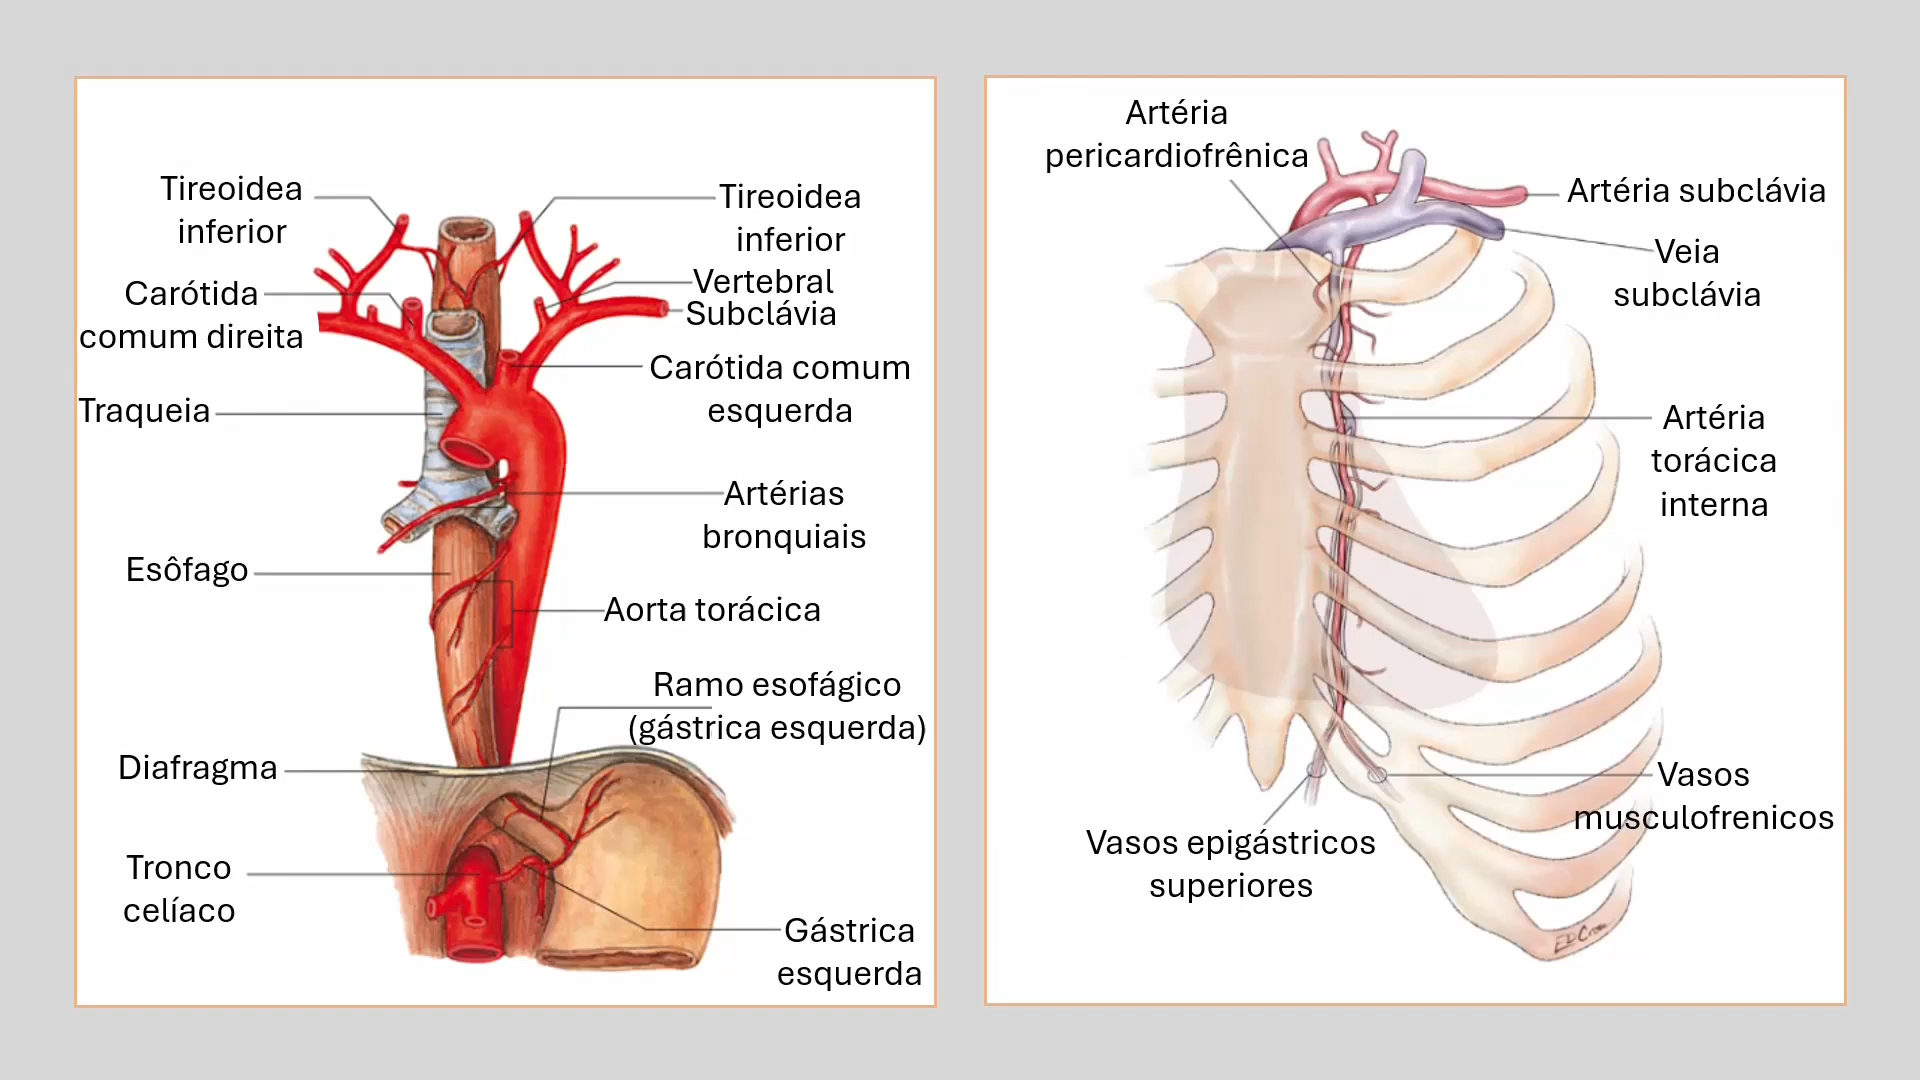 Tireoidea
inferior
Carótida
comum direita
Traqueia
Esôfago
Diafragma
Tronco
celíaco
Tireoidea
inferior
Vertebral
Subclávia
Carótida comum
esquerda
Artérias
bronquiais
Aorta torácica
Ramo esofágico
(gástrica esquerda)
Gástrica
esquerda
Artéria
pericardiofrênica
Artéria subclávia
Veia
subclávia
Artéria
torácica
interna
Vasos
musculofrenicos
Vasos epigástricos
superiores